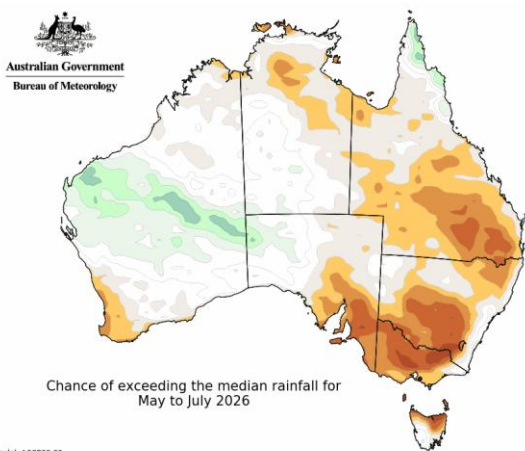 Australian Government
Bureau of Meteorology
Chance of exceeding the median rainfall for
May to July 2026